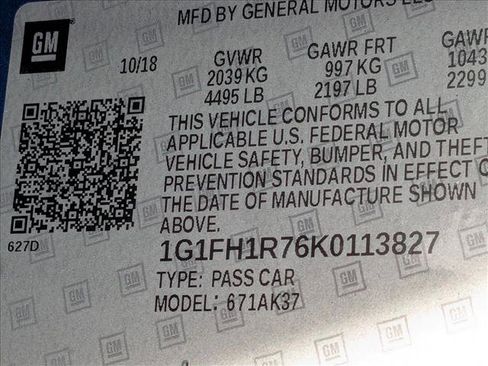 MFD BY GENERAL MOTORS LLC
GM
10/18
GVWR
2039 KG
4495 LB
GAWR FRT
997 KG
2197 LB
GAWR
1043
2299
THIS VEHICLE CONFORMS TO ALL
APPLICABLE U.S. FEDERAL MOTOR
VEHICLE SAFETY, BUMPER, AND THEFT
PREVENTION STANDARDS IN EFFECT O
THE DATE OF MANUFACTURE SHOWN
ABOVE.
627D
1G1FH1R76K0113827
TYPE: PASS CAR
MODEL: 671AK37